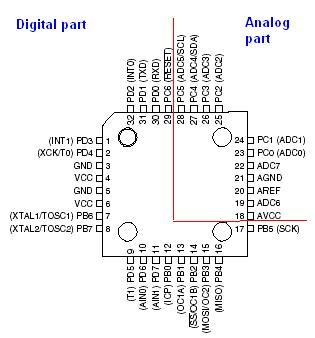 Digital part
Analog
part
PD2 (INT0)
PD1 (TXD)
PD0 (RXD)
PC6 (RESET)
PC5 (ADC5/SCL)
PC4 (ADC4/SDA)
PC3 (ADC3)
PC2 (ADC2)
32
31
30
29
28
27
26
25
(INT1) PD3 1
(XCK/T0) PD4 2
GND 3
VCC 4
GND 5
VCC 6
(XTAL1/TOSC1) PB6 7
(XTAL2/TOSC2) PB7 8
24 PC1 (ADC1)
23 PC0 (ADC0)
22 ADC7
21 AGND
20 AREF
19 ADC6
18 AVCC
17 PB5 (SCK)
9
10
11
12
13
14
15
16
(T1) PD5
(AIN0) PD6
(AIN1) PD7
(ICP) PB0
(OC1A) PB1
(SS/OC1B) PB2
(MOSI/OC2) PB3
(MISO) PB4